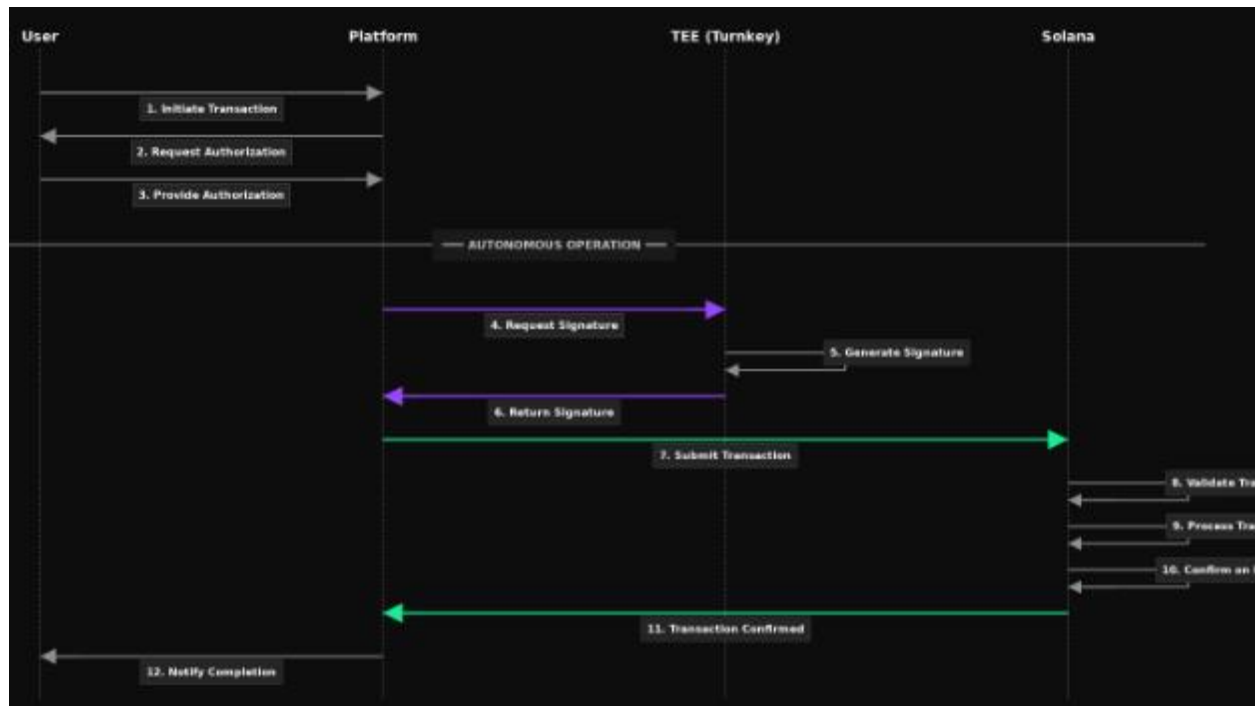 User
Platform
TEE (Turnkey)
Solana
1. Initiate Transaction
2. Request Authorization
3. Provide Authorization
AUTONOMOUS OPERATION
4. Request Signature
5. Generate Signature
6. Return Signature
7. Submit Transaction
8. Validate Tra
9. Process Tra
10. Confirm on
11. Transaction Confirmed
12. Notify Completion